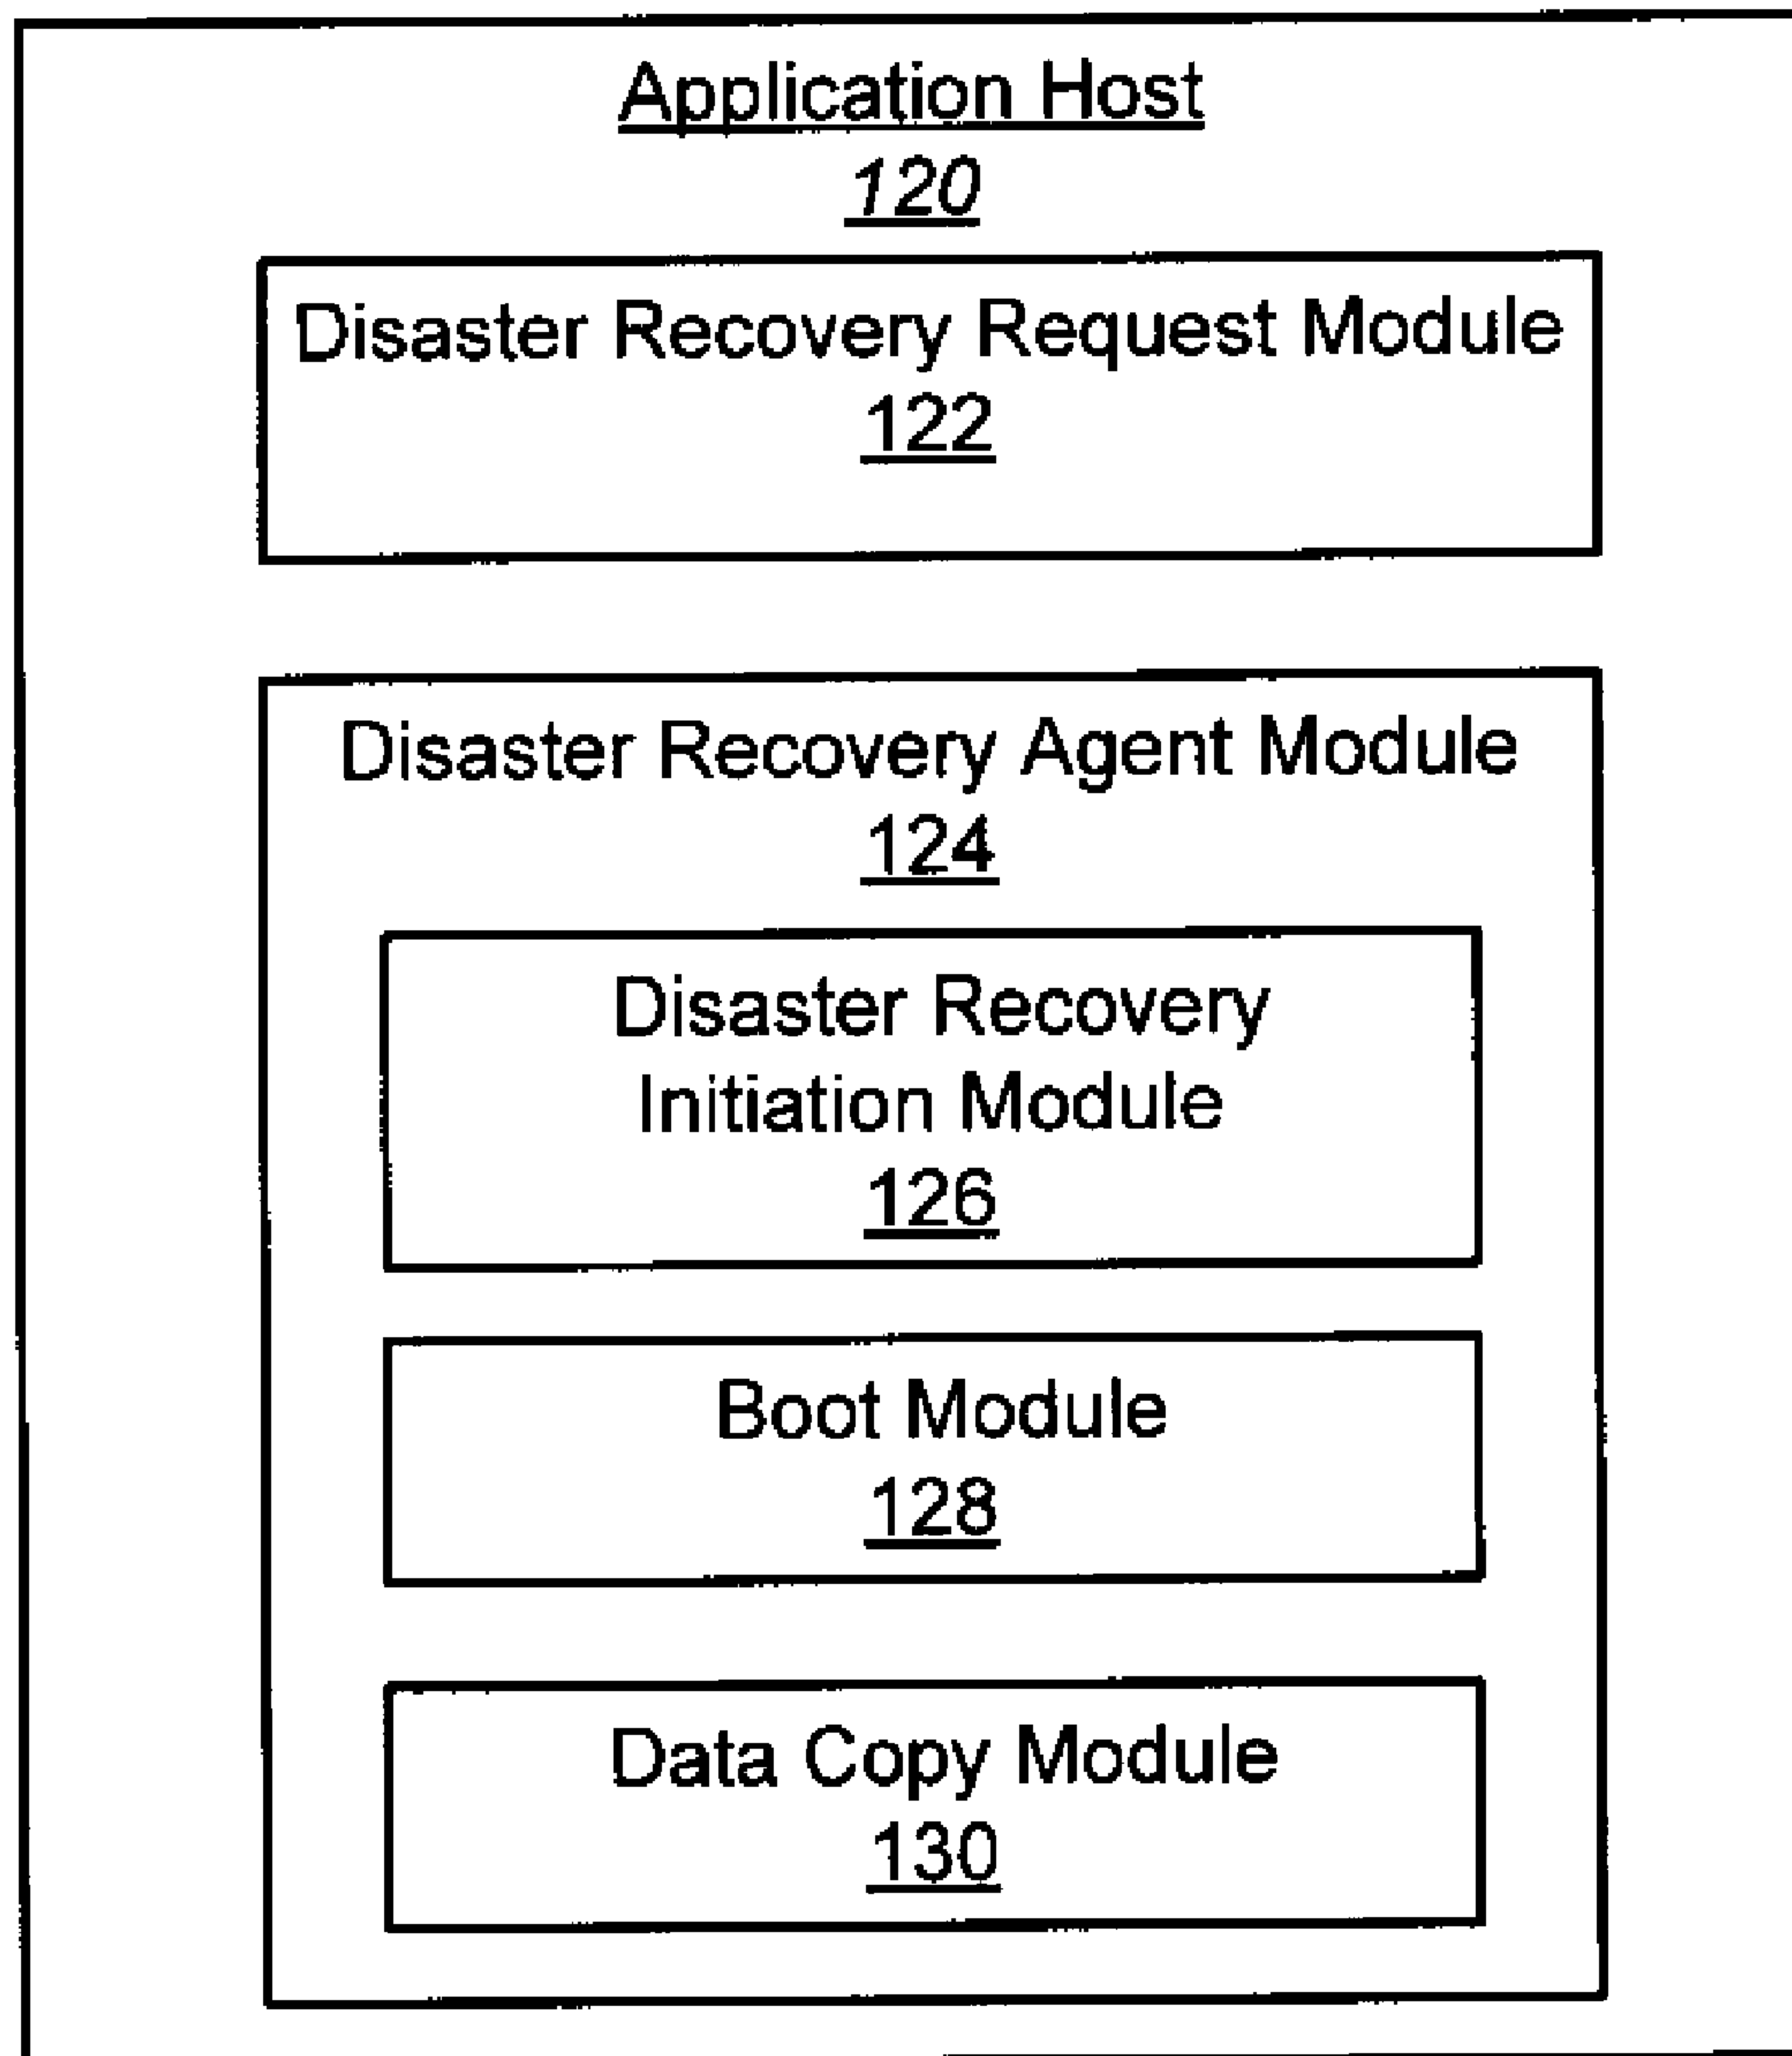 Application Host
120
Disaster Recovery Request Module
122
Disaster Recovery Agent Module
124
Disaster Recovery
Initiation Module
126
Boot Module
128
Data Copy Module
130